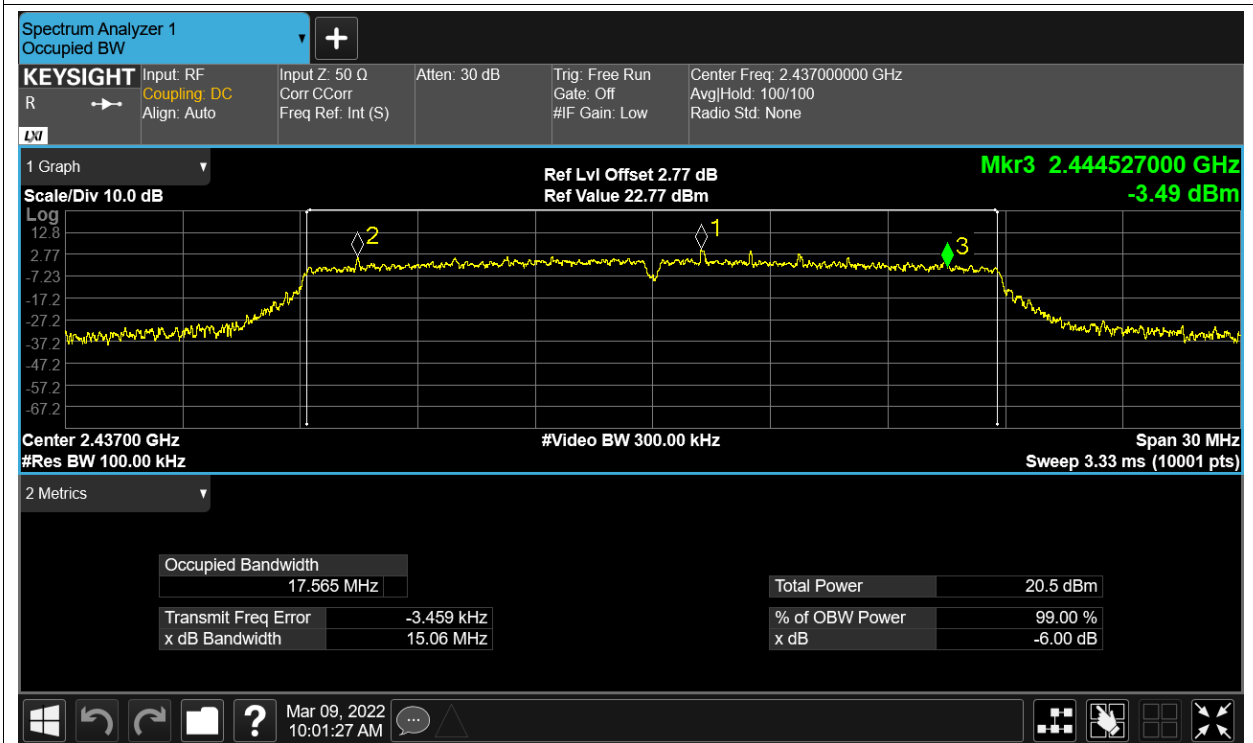 Spectrum Analyzer 1
Occupied BW
KEYSIGHT
R
LXI
Input: RF
Coupling: DC
Align: Auto
Input Z: 50 Ω
Corr CCorr
Freq Ref: Int (S)
Atten: 30 dB
Trig: Free Run
Gate: Off
#IF Gain: Low
Center Freq: 2.437000000 GHz
Avg|Hold: 100/100
Radio Std: None
1 Graph
Scale/Div 10.0 dB
Ref Lvl Offset 2.77 dB
Ref Value 22.77 dBm
Mkr3 2.444527000 GHz
-3.49 dBm
Log
12.8
2.77
-7.23
-17.2
-27.2
-37.2
-47.2
-57.2
-67.2
2
1
3
Center 2.43700 GHz
#Video BW 300.00 kHz
Span 30 MHz
#Res BW 100.00 kHz
Sweep 3.33 ms (10001 pts)
2 Metrics
Occupied Bandwidth
17.565 MHz
Total Power 20.5 dBm
Transmit Freq Error -3.459 kHz
% of OBW Power 99.00 %
x dB Bandwidth 15.06 MHz
x dB -6.00 dB
?
Mar 09, 2022
10:01:27 AM